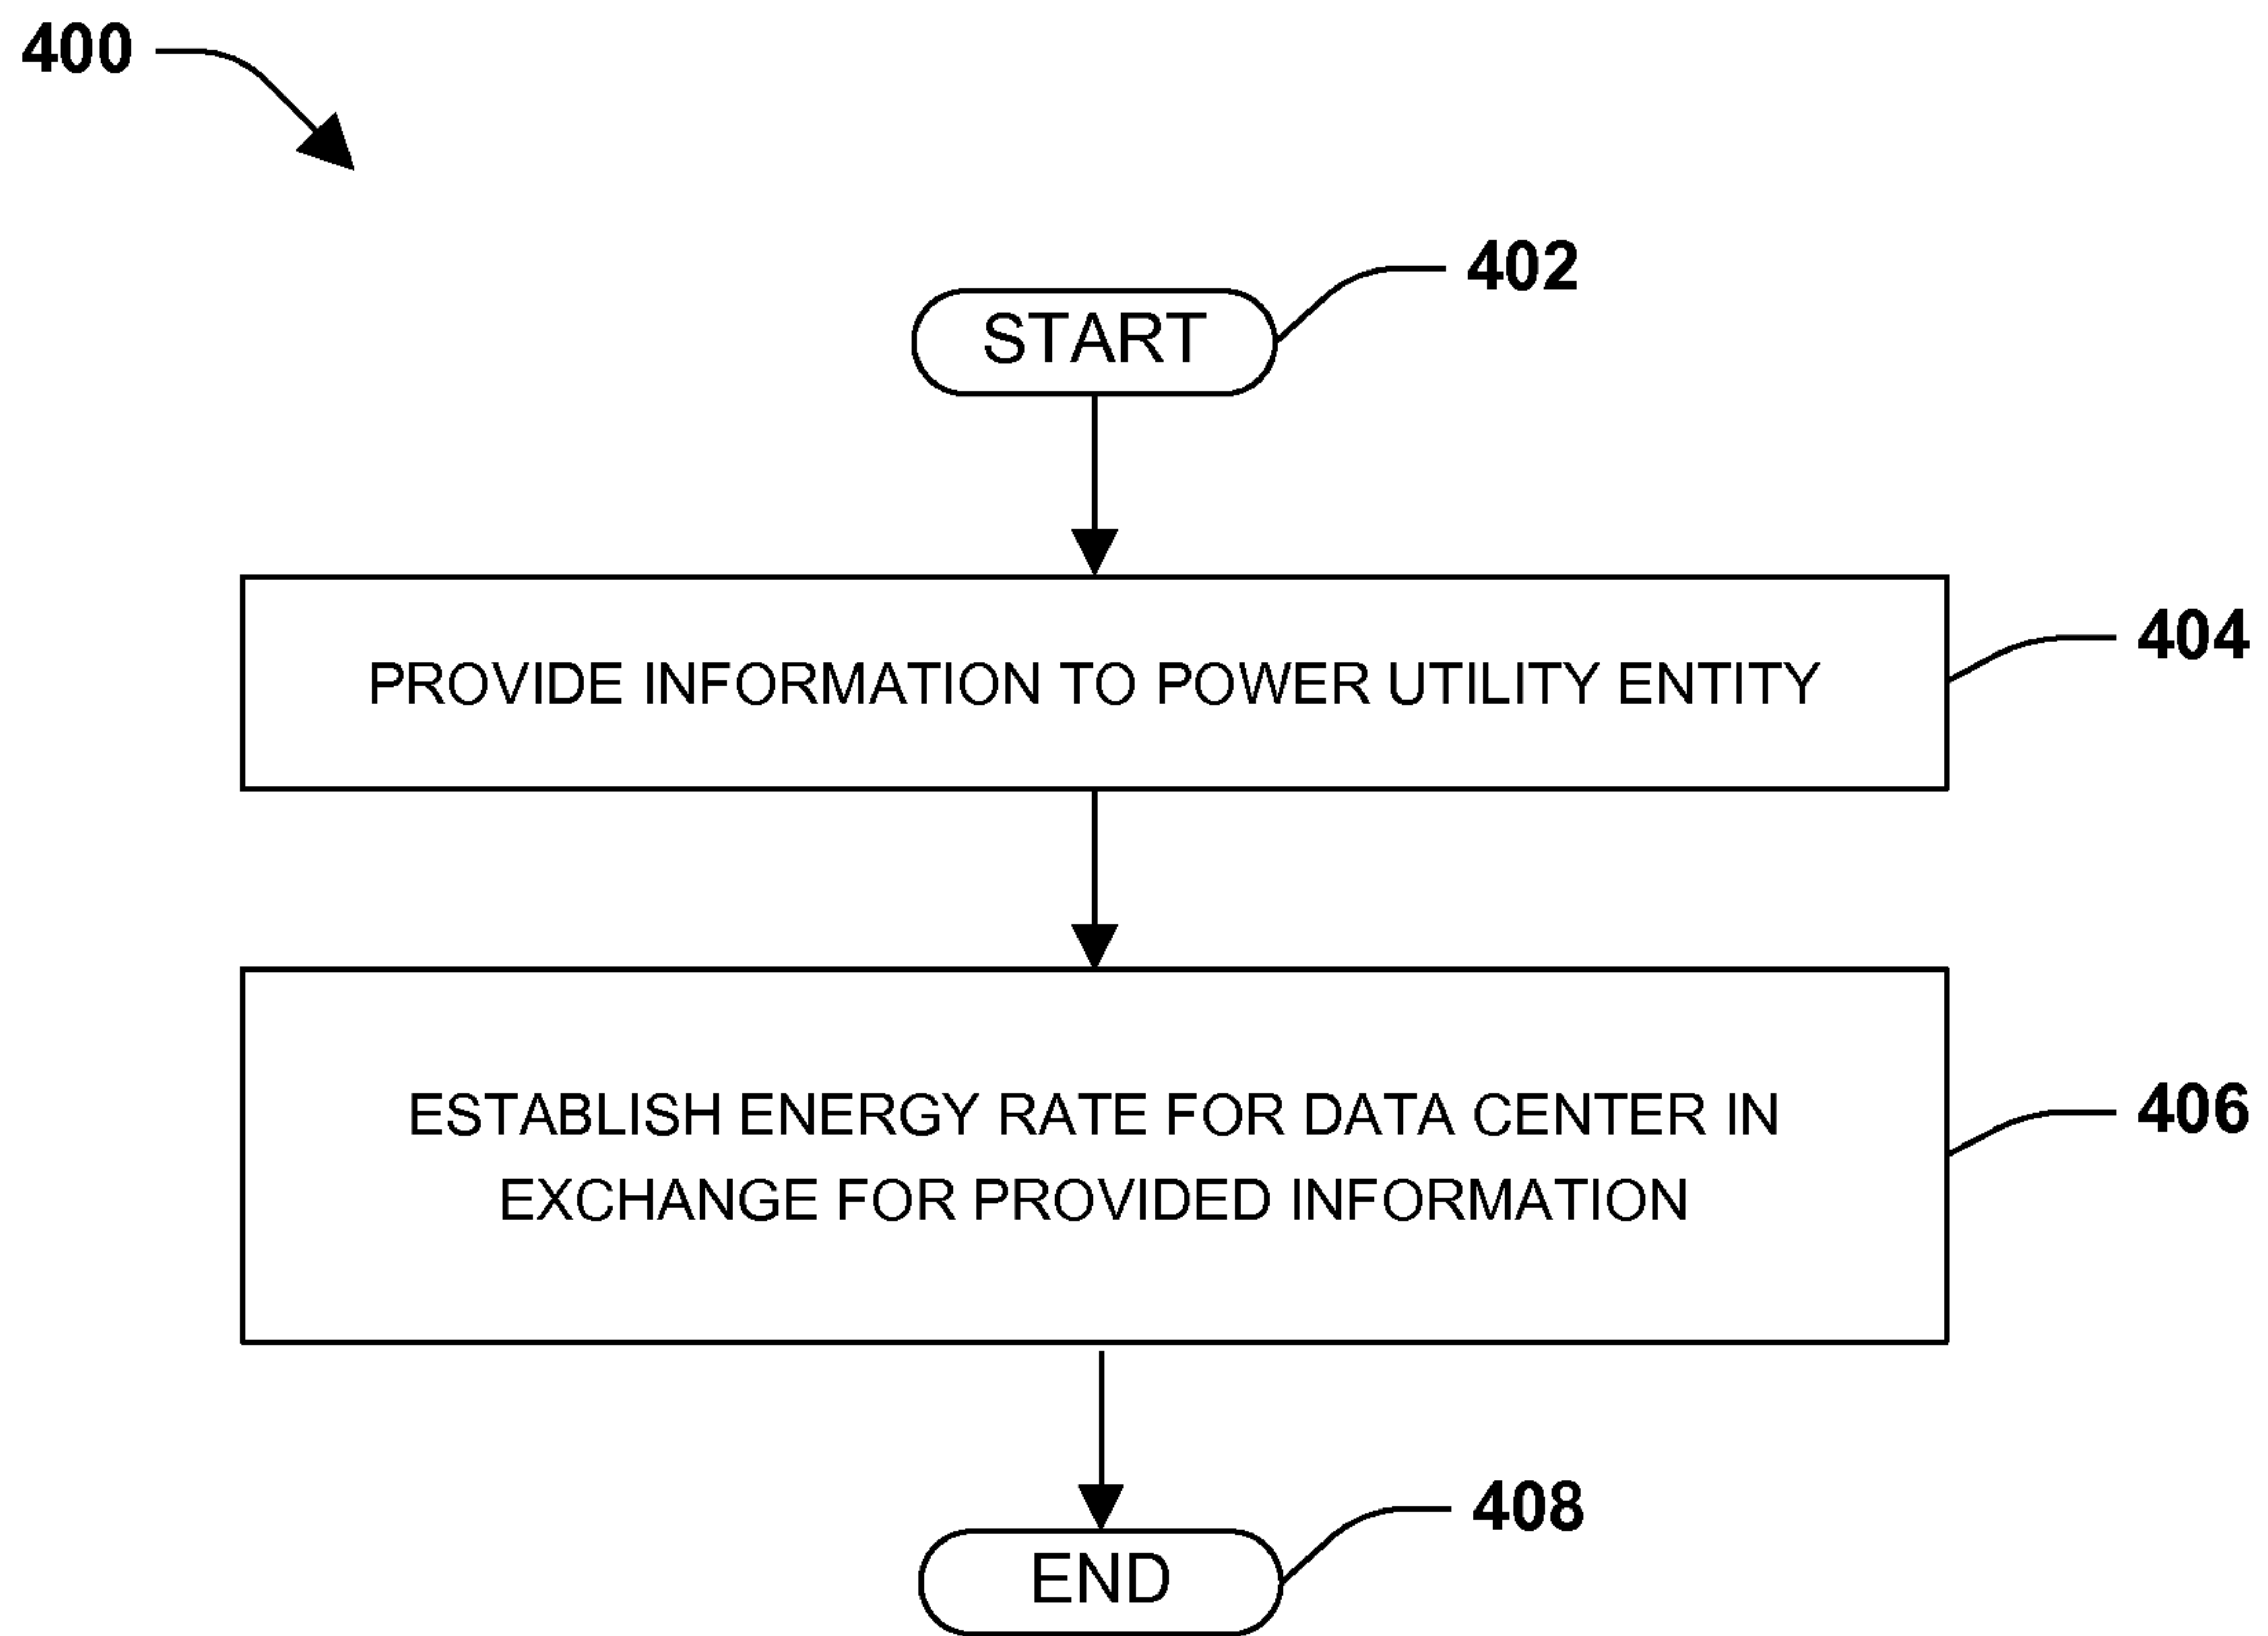 400
402
START
404
PROVIDE INFORMATION TO POWER UTILITY ENTITY
406
ESTABLISH ENERGY RATE FOR DATA CENTER IN
EXCHANGE FOR PROVIDED INFORMATION
408
END